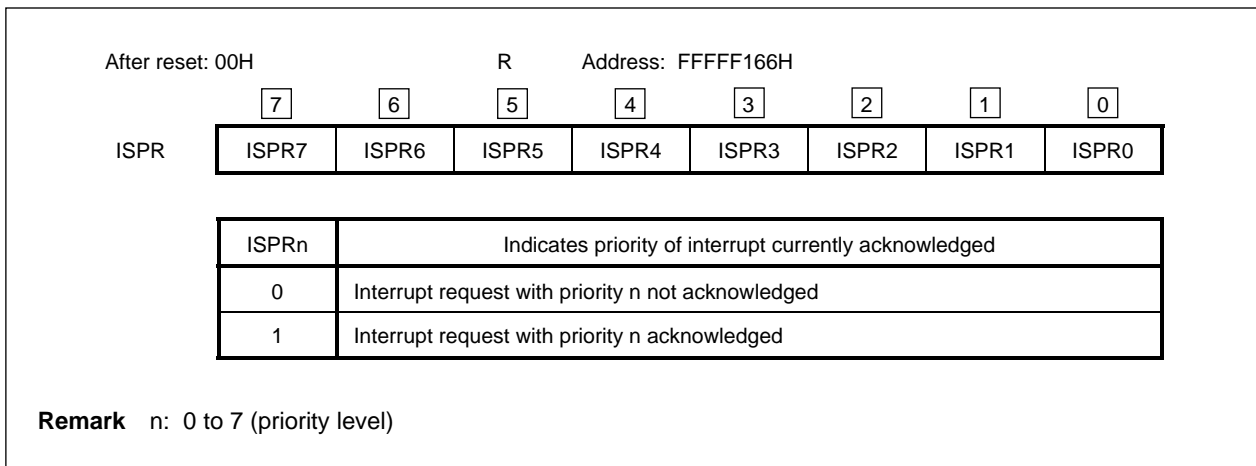 After reset: 00H R Address: FFFFF166H
7 6 5 4 3 2 1 0
ISPR ISPR7 ISPR6 ISPR5 ISPR4 ISPR3 ISPR2 ISPR1 ISPR0
ISPRn Indicates priority of interrupt currently acknowledged
0 Interrupt request with priority n not acknowledged
1 Interrupt request with priority n acknowledged
Remark n: 0 to 7 (priority level)